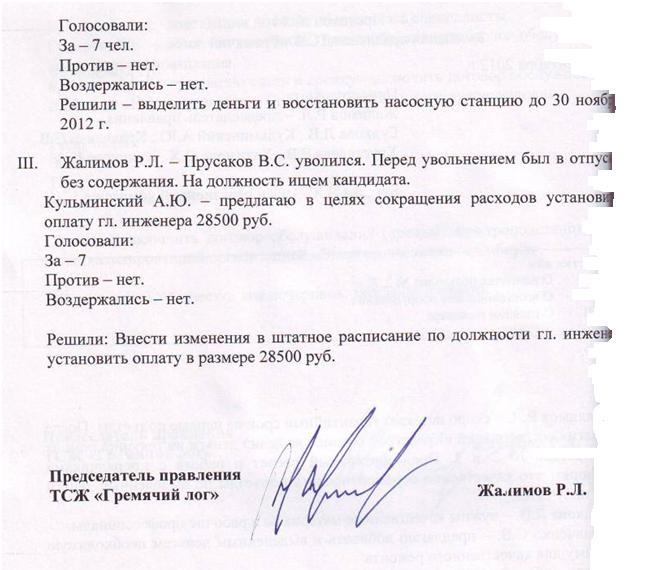 Голосовали:
За – 7 чел.
Против – нет.
Воздержались – нет.
Решили – выделить деньги и восстановить насосную станцию до 30 ноябр
2012 г.
III. Жалимов Р.Л. – Прусаков В.С. уволился. Перед увольнением был в отпус
без содержания. На должность ищем кандидата.
Кульминский А.Ю. – предлагаю в целях сокращения расходов установи
оплату гл. инженера 28500 руб.
Голосовали:
За – 7
Против – нет.
Воздержались – нет.
Решили: Внести изменения в штатное расписание по должности гл. инжене
установить оплату в размере 28500 руб.
Председатель правления
ТСЖ «Гремячий лог» Жалимов Р.Л.